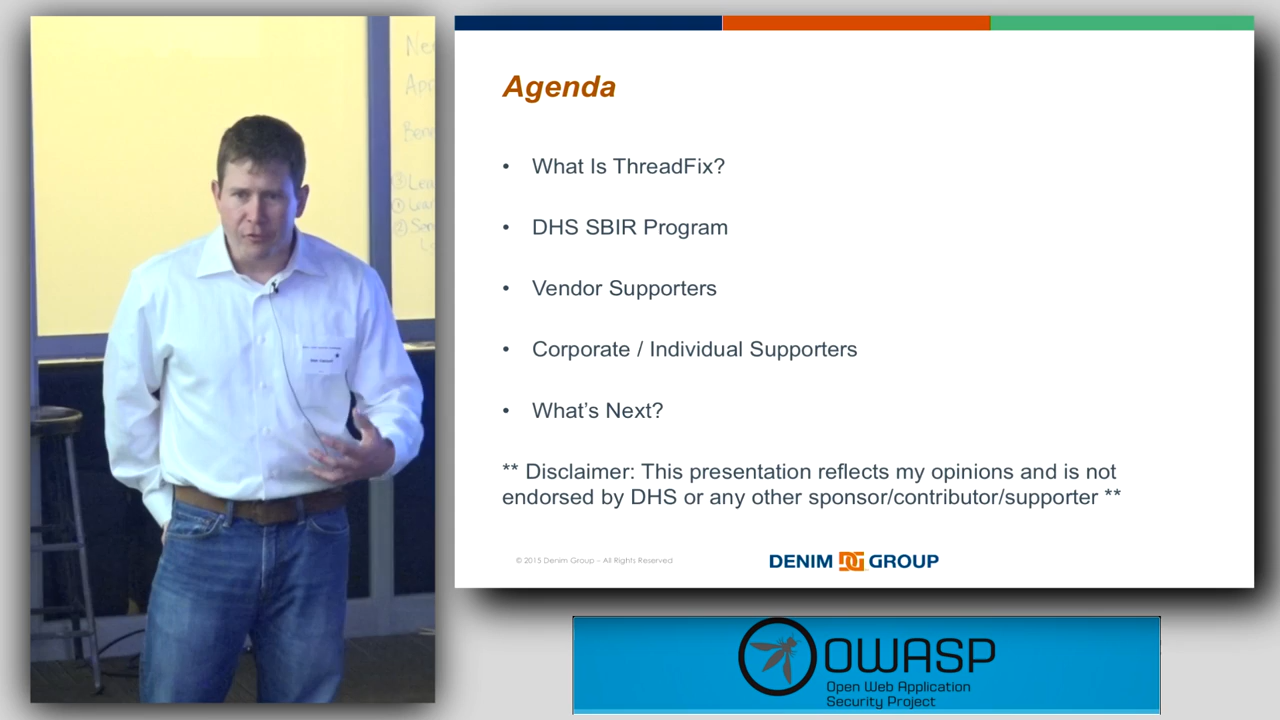 Agenda
• What Is ThreadFix?
• DHS SBIR Program
• Vendor Supporters
• Corporate / Individual Supporters
• What’s Next?
** Disclaimer: This presentation reflects my opinions and is not
endorsed by DHS or any other sponsor/contributor/supporter **
© 2015 Denim Group – All Rights Reserved
DENIM DG GROUP
OWASP
Open Web Application
Security Project